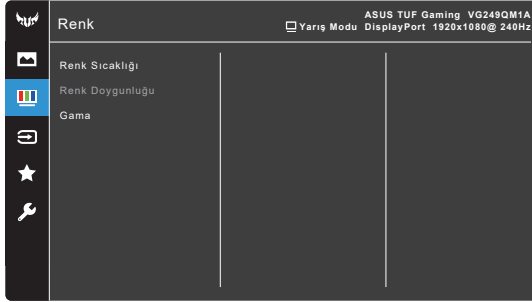 ASUS TUF Gaming VG249QM1A
Renk
Yarış Modu DisplayPort 1920x1080@ 240Hz
Renk Sıcaklığı
Renk Doygunluğu
Gama